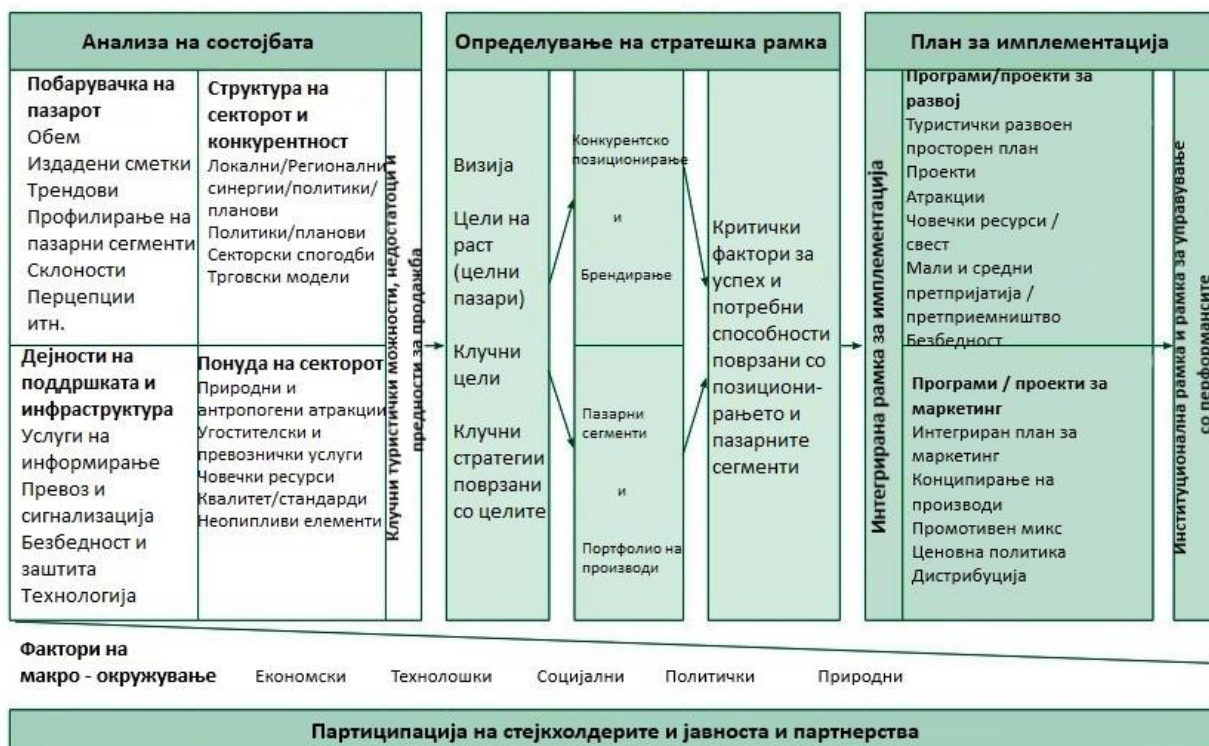 Анализа на состојбата
Побарувачка на
пазарот
Обем
Издадени сметки
Трендови
Профилирање на
пазарни сегменти
Склоности
Перцепции
итн.
Структура на
секторот и
конкурентност
Локални/Регионални
синергии/политики/
планови
Политики/планови
Секторски спогодби
Трговски модели
Дејности на
поддршката и
инфраструктура
Услуги на
информирање
Превоз и
сигнализација
Безбедност и
заштита
Технологија
Понуда на секторот
Природни и
антропогени атракции
Угостителски и
превознички услуги
Човечки ресурси
Квалитет/стандарди
Неопипливи елементи
Клучни туристички можности, недостатоци и
предности за продажба
Определување на стратешка рамка
Визија
Цели на
раст
(целни
пазари)
Клучни
цели
Клучни
стратегии
поврзани
со целите
Конкурентско
позиционирање
и
Брендирање
Пазарни
сегменти
и
Портфолио на
производи
Критички
фактори за
успех и
потребни
способности
поврзани со
позициони-
рањето и
пазарните
сегменти
План за имплементација
Интегрирана рамка за имплементација
Програми/проекти за
развој
Туристички развоен
просторен план
Проекти
Атракции
Човечки ресурси /
свест
Мали и средни
претпријатија /
претприемништво
Безбедност
Програми / проекти за
маркетинг
Интегриран план за
маркетинг
Конципирање на
производи
Промотивен микс
Ценовна политика
Дистрибуција
Институционална рамка и рамка за управување
со перформансите
Фактори на
макро - окружување
Економски Технолошки Социјални Политички Природни
Партиципација на стејкхолдерите и јавноста и партнерства